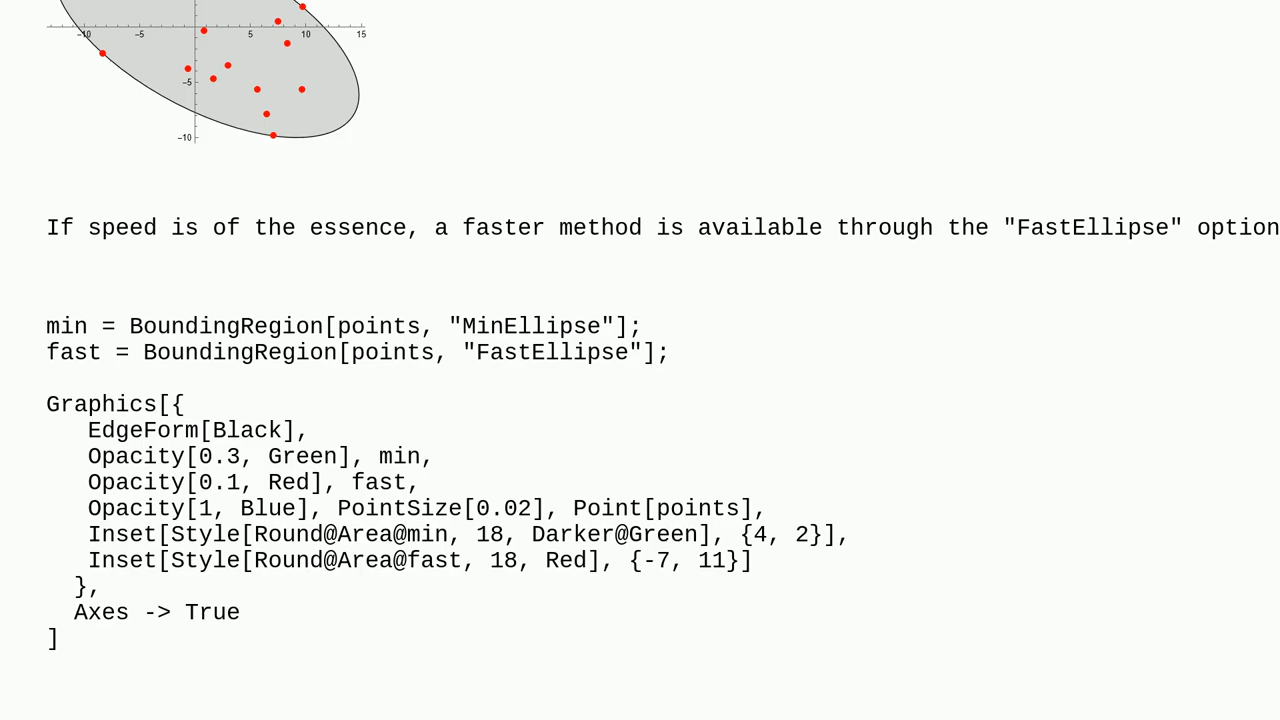 -10 -5 5 10 15
-5
-10
If speed is of the essence, a faster method is available through the "FastEllipse" option
min = BoundingRegion[points, "MinEllipse"];
fast = BoundingRegion[points, "FastEllipse"];
Graphics[{
EdgeForm[Black],
Opacity[0.3, Green], min,
Opacity[0.1, Red], fast,
Opacity[1, Blue], PointSize[0.02], Point[points],
Inset[Style[Round@Area@min, 18, Darker@Green], {4, 2}],
Inset[Style[Round@Area@fast, 18, Red], {-7, 11}]
},
Axes -> True
]